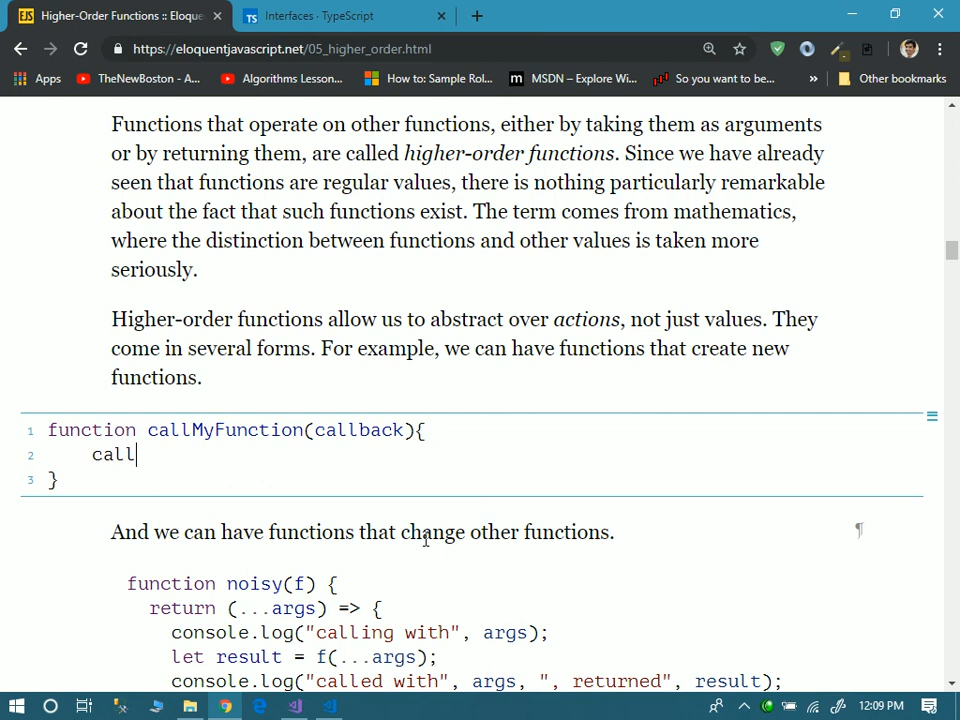 Higher-Order Functions :: Eloque
Interfaces · TypeScript
https://eloquentjavascript.net/05_higher_order.html
Apps
TheNewBoston - A...
Algorithms Lesson...
How to: Sample Rol...
MSDN – Explore Wi...
So you want to be...
»
Other bookmarks
Functions that operate on other functions, either by taking them as arguments
or by returning them, are called higher-order functions. Since we have already
seen that functions are regular values, there is nothing particularly remarkable
about the fact that such functions exist. The term comes from mathematics,
where the distinction between functions and other values is taken more
seriously.
Higher-order functions allow us to abstract over actions, not just values. They
come in several forms. For example, we can have functions that create new
functions.
1 function callMyFunction(callback){
2 call
3 }
And we can have functions that change other functions. ¶
function noisy(f) {
return (...args) => {
console.log("calling with", args);
let result = f(...args);
console.log("called with", args, ", returned", result);
12:09 PM